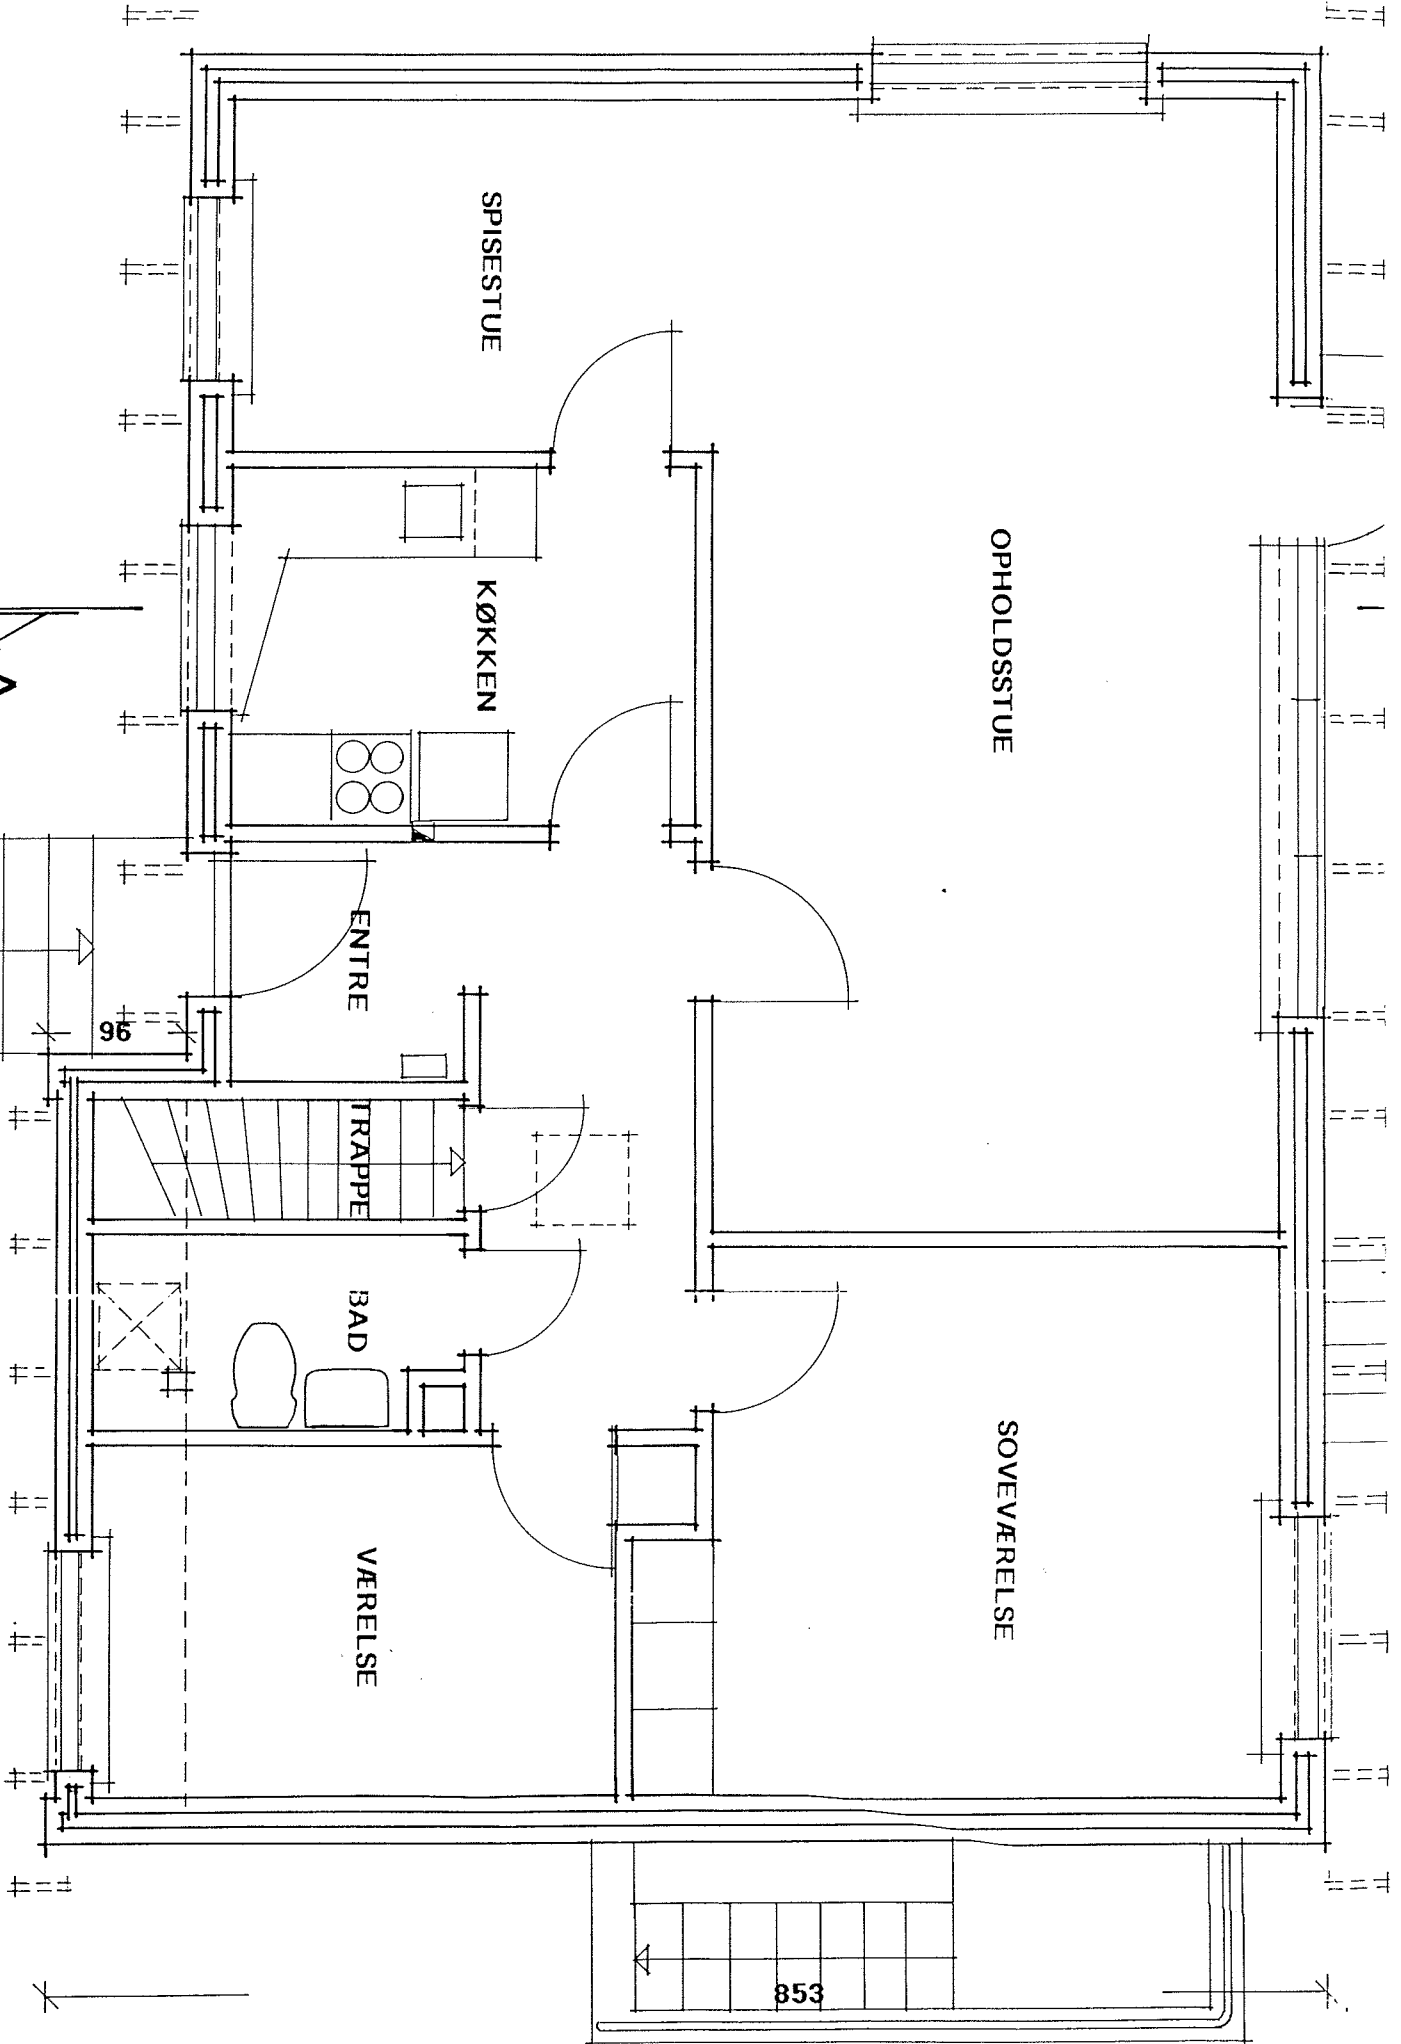 SPISESTUE
OPHOLDSSTUE
KØKKEN
ENTRE
96
TRAPPE
BAD
SOVEVÆRELSE
VÆRELSE
853